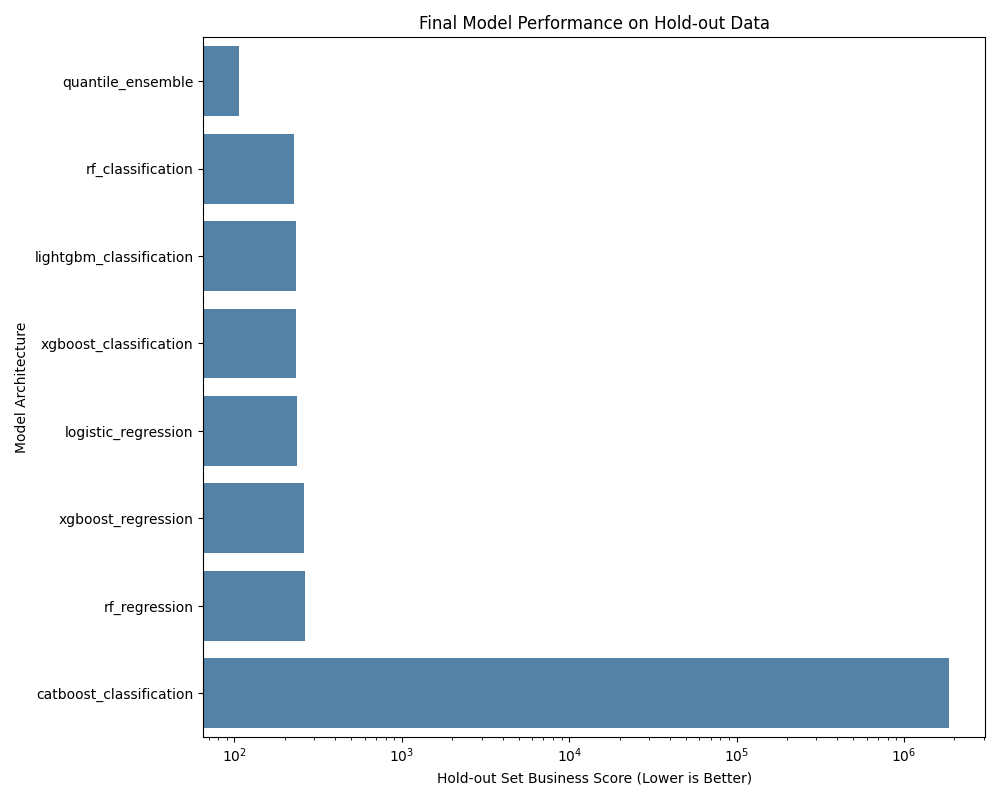 Final Model Performance on Hold-out Data
Model Architecture
quantile_ensemble
rf_classification
lightgbm_classification
xgboost_classification
logistic_regression
xgboost_regression
rf_regression
catboost_classification
10² 10³ 10⁴ 10⁵ 10⁶
Hold-out Set Business Score (Lower is Better)